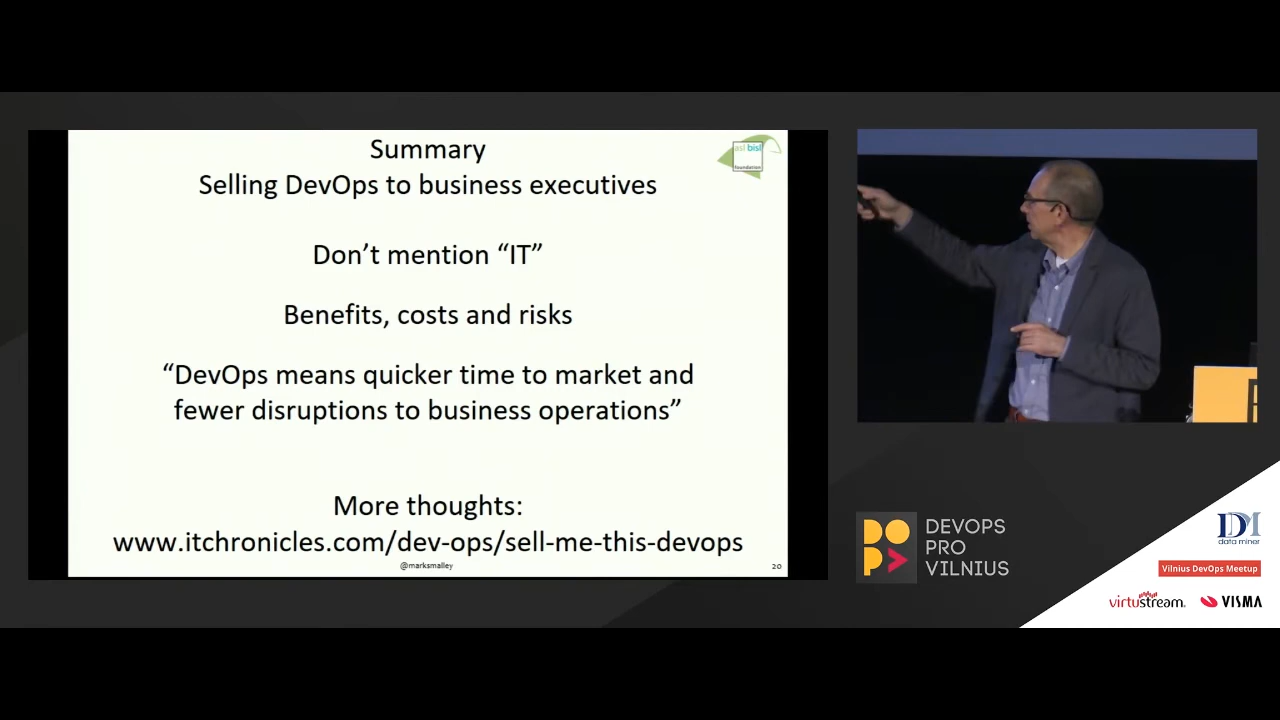 Summary
Selling DevOps to business executives
Don’t mention “IT”
Benefits, costs and risks
“DevOps means quicker time to market and
fewer disruptions to business operations”
More thoughts:
www.itchronicles.com/dev-ops/sell-me-this-devops
@marksmalley
20
asl bisl
foundation
DEVOPS
PRO
VILNIUS
DM
data miner
Vilnius DevOps Meetup
virtustream.
VISMA